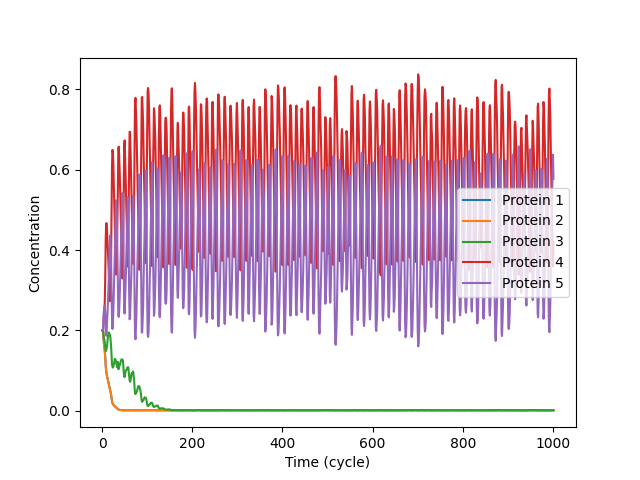 0.8
0.6
0.4
0.2
0.0
Concentration
Protein 1
Protein 2
Protein 3
Protein 4
Protein 5
0 200 400 600 800 1000
Time (cycle)